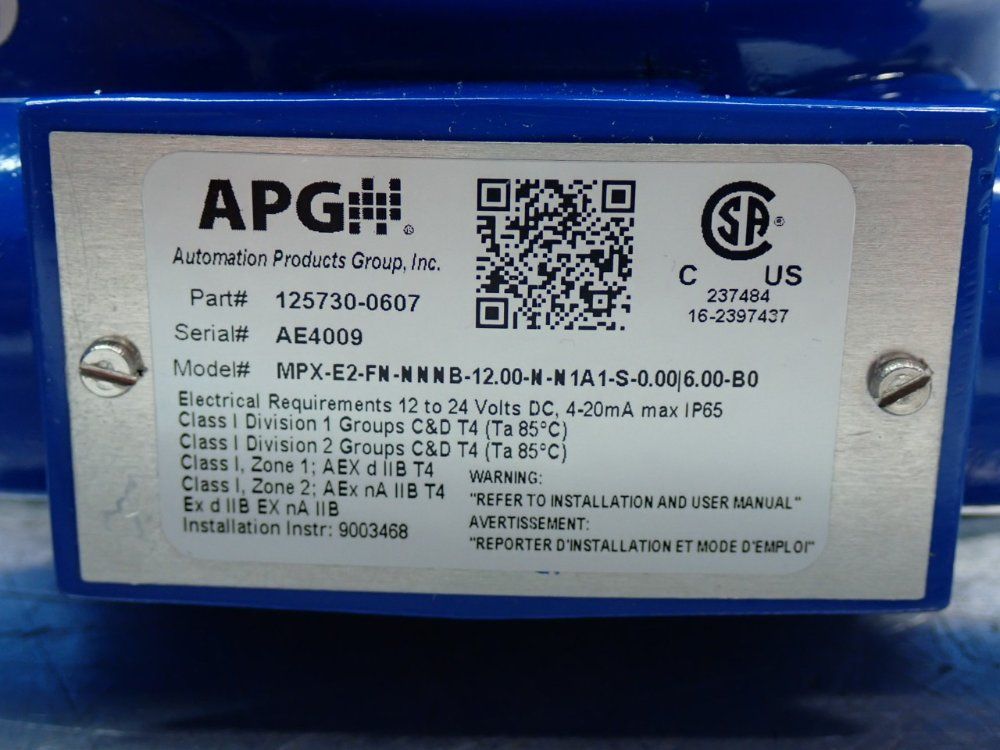 APG®
Automation Products Group, Inc.
Part# 125730-0607
Serial# AE4009
Model# MPX-E2-FN-NNNB-12.00-N-N1A1-S-0.00|6.00-B0
Electrical Requirements 12 to 24 Volts DC, 4-20mA max IP65
Class I Division 1 Groups C&D T4 (Ta 85°C)
Class I Division 2 Groups C&D T4 (Ta 85°C)
Class I, Zone 1; AEX d IIB T4
Class I, Zone 2; AEx nA IIB T4
Ex d IIB EX nA IIB
Installation Instr: 9003468
CSA®
C US
237484
16-2397437
WARNING:
"REFER TO INSTALLATION AND USER MANUAL"
AVERTISSEMENT:
"REPORTER D'INSTALLATION ET MODE D'EMPLOI"